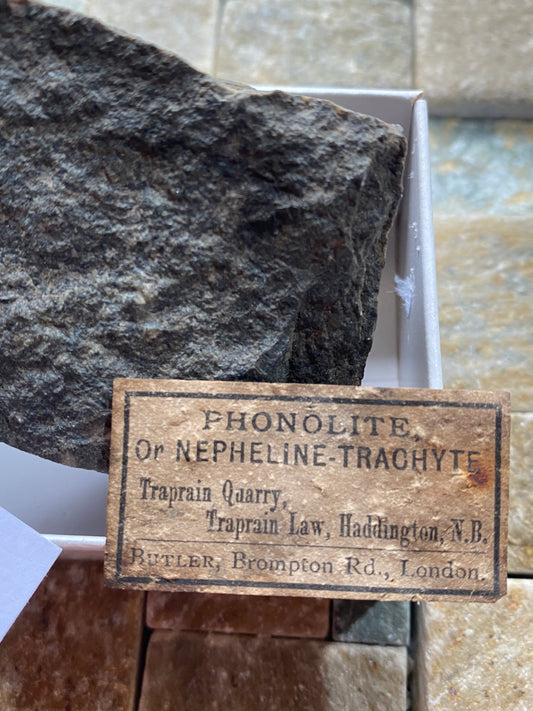 PHONOLITE,
Or NEPHELINE-TRACHYTE
Traprain Quarry,
Traprain Law, Haddington, N.B.
BUTLER, Brompton Rd., London.